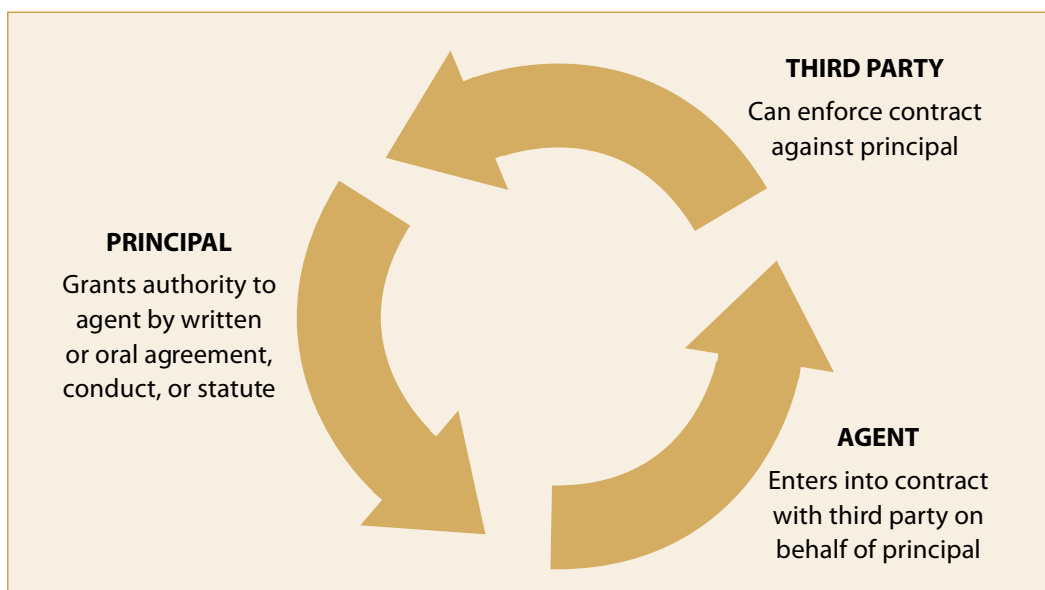 THIRD PARTY
Can enforce contract
against principal
PRINCIPAL
Grants authority to
agent by written
or oral agreement,
conduct, or statute
AGENT
Enters into contract
with third party on
behalf of principal